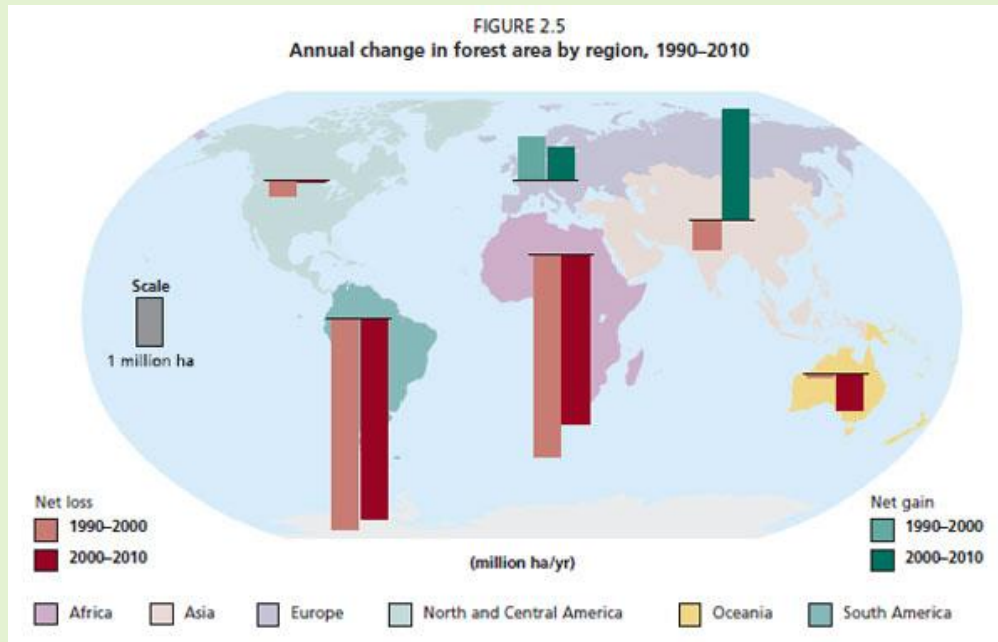 FIGURE 2.5
Annual change in forest area by region, 1990–2010
Scale
1 million ha
Net loss
1990–2000
2000–2010
(million ha/yr)
Net gain
1990–2000
2000–2010
Africa
Asia
Europe
North and Central America
Oceania
South America